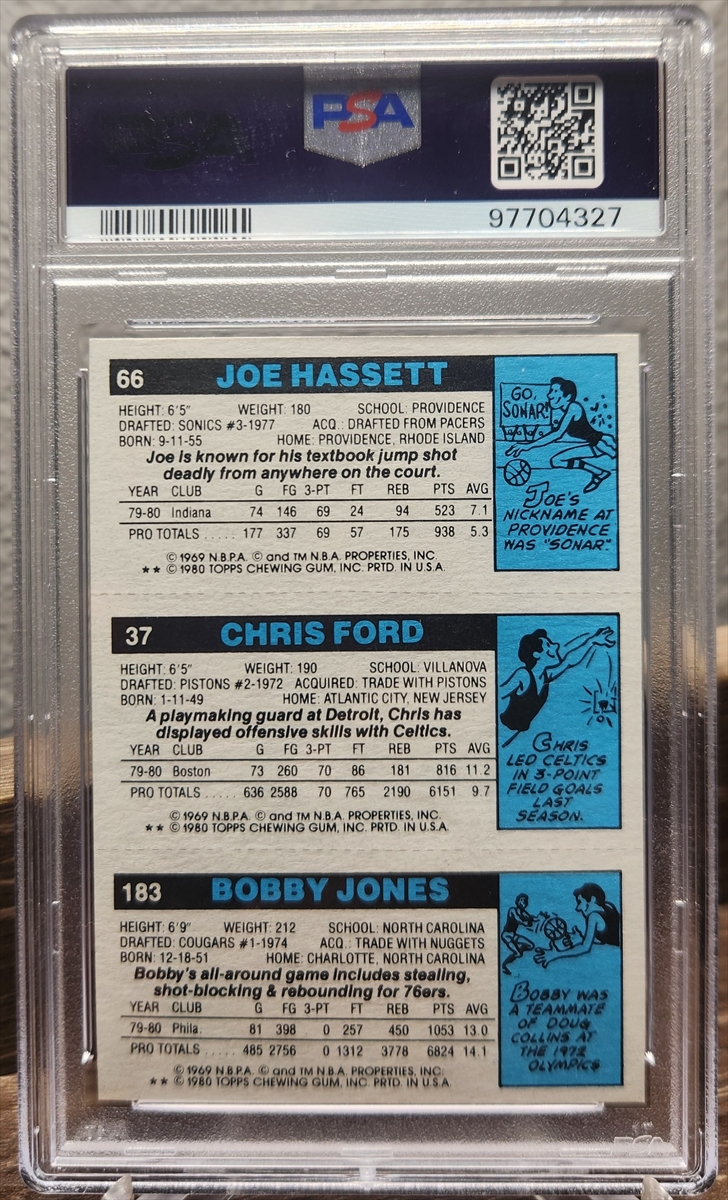 PSA
97704327
66 JOE HASSETT
HEIGHT: 6'5" WEIGHT: 180 SCHOOL: PROVIDENCE
DRAFTED: SONICS #3-1977 ACQ.: DRAFTED FROM PACERS
BORN: 9-11-55 HOME: PROVIDENCE, RHODE ISLAND
Joe is known for his textbook jump shot
deadly from anywhere on the court.
YEAR CLUB G FG 3-PT FT REB PTS AVG
79-80 Indiana 74 146 69 24 94 523 7.1
PRO TOTALS ..... 177 337 69 57 175 938 5.3
© 1969 N.B.P.A. © and TM N.B.A. PROPERTIES, INC.
★★ © 1980 TOPPS CHEWING GUM, INC. PRTD. IN U.S.A.
GO,
SONAR!
JOE'S
NICKNAME AT
PROVIDENCE
WAS "SONAR."
37 CHRIS FORD
HEIGHT: 6'5" WEIGHT: 190 SCHOOL: VILLANOVA
DRAFTED: PISTONS #2-1972 ACQUIRED: TRADE WITH PISTONS
BORN: 1-11-49 HOME: ATLANTIC CITY, NEW JERSEY
A playmaking guard at Detroit, Chris has
displayed offensive skills with Celtics.
YEAR CLUB G FG 3-PT FT REB PTS AVG
79-80 Boston 73 260 70 86 181 816 11.2
PRO TOTALS ..... 636 2588 70 765 2190 6151 9.7
© 1969 N.B.P.A. © and TM N.B.A. PROPERTIES, INC.
★★ © 1980 TOPPS CHEWING GUM, INC. PRTD. IN U.S.A.
CHRIS
LED CELTICS
IN 3-POINT
FIELD GOALS
LAST
SEASON.
183 BOBBY JONES
HEIGHT: 6'9" WEIGHT: 212 SCHOOL: NORTH CAROLINA
DRAFTED: COUGARS #1-1974 ACQ.: TRADE WITH NUGGETS
BORN: 12-18-51 HOME: CHARLOTTE, NORTH CAROLINA
Bobby's all-around game includes stealing,
shot-blocking & rebounding for 76ers.
YEAR CLUB G FG 3-PT FT REB PTS AVG
79-80 Phila. 81 398 0 257 450 1053 13.0
PRO TOTALS ..... 485 2756 0 1312 3778 6824 14.1
© 1969 N.B.P.A. © and TM N.B.A. PROPERTIES, INC.
★★ © 1980 TOPPS CHEWING GUM, INC. PRTD. IN U.S.A.
BOBBY WAS
A TEAMMATE
OF DOUG
COLLINS AT
THE 1972
OLYMPICS
PSA